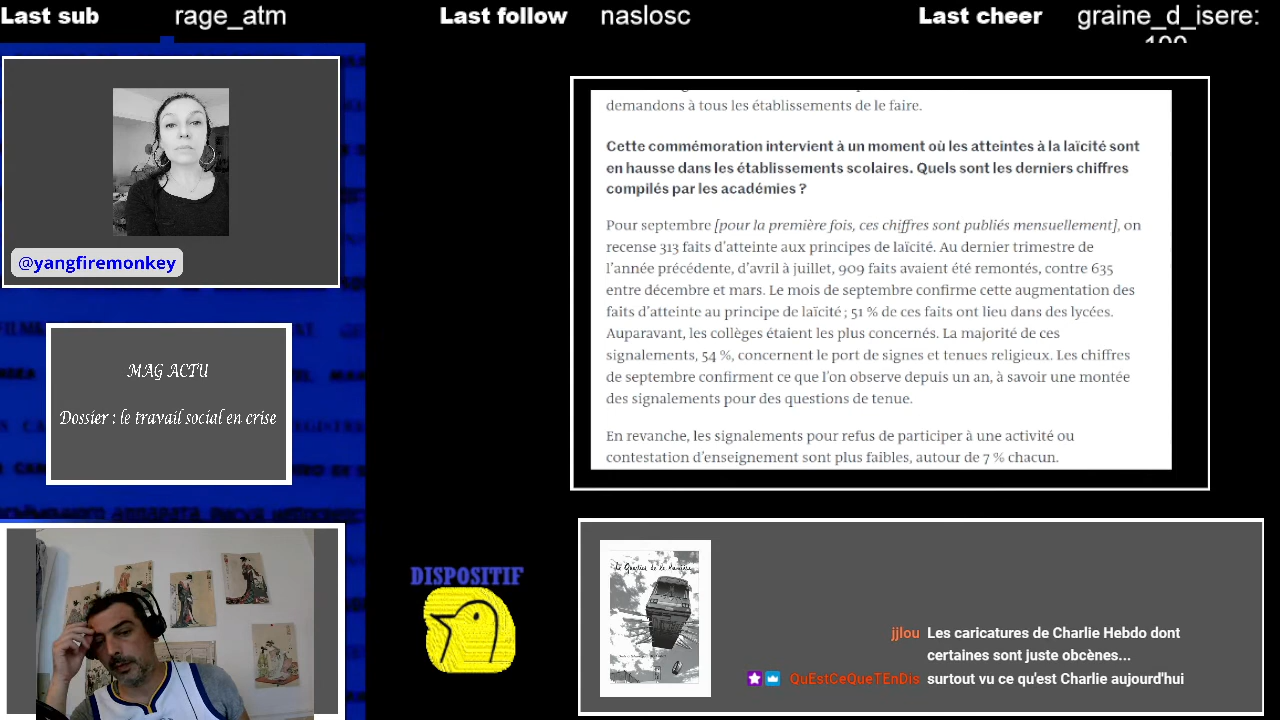 Last sub
rage_atm
Last follow
naslosc
Last cheer
graine_d_isere:
100
demandons à tous les établissements de le faire.
Cette commémoration intervient à un moment où les atteintes à la laïcité sont
en hausse dans les établissements scolaires. Quels sont les derniers chiffres
compilés par les académies ?
Pour septembre [pour la première fois, ces chiffres sont publiés mensuellement], on
recense 313 faits d'atteinte aux principes de laïcité. Au dernier trimestre de
l'année précédente, d'avril à juillet, 909 faits avaient été remontés, contre 635
entre décembre et mars. Le mois de septembre confirme cette augmentation des
faits d'atteinte au principe de laïcité ; 51 % de ces faits ont lieu dans des lycées.
Auparavant, les collèges étaient les plus concernés. La majorité de ces
signalements, 54 %, concernent le port de signes et tenues religieux. Les chiffres
de septembre confirment ce que l'on observe depuis un an, à savoir une montée
des signalements pour des questions de tenue.
En revanche, les signalements pour refus de participer à une activité ou
contestation d'enseignement sont plus faibles, autour de 7 % chacun.
@yangfiremonkey
MAG ACTU
Dossier : le travail social en crise
DISPOSITIF
jjlou Les caricatures de Charlie Hebdo dont
certaines sont juste obcènes...
QuEstCeQueTEnDis surtout vu ce qu'est Charlie aujourd'hui